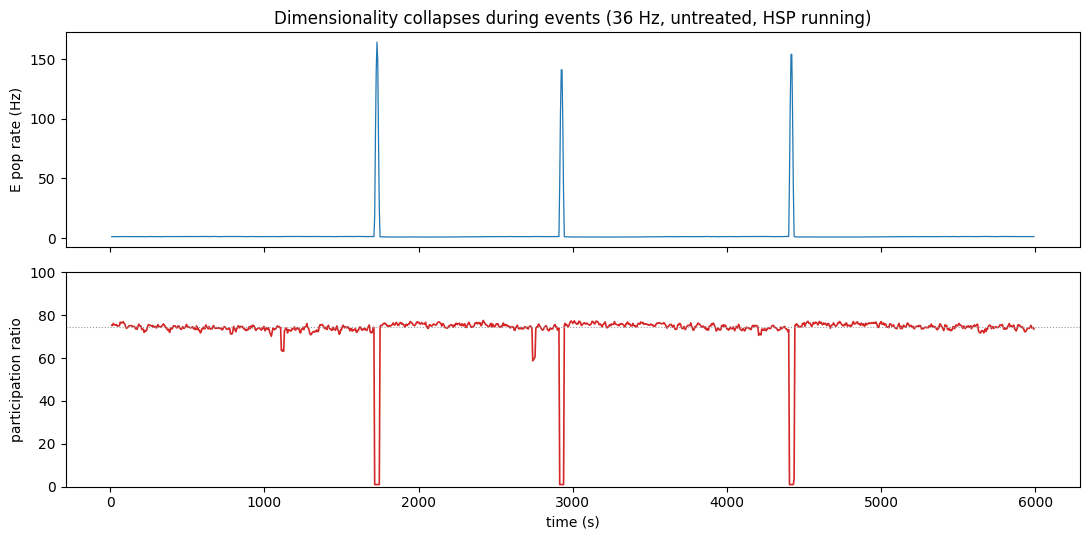 Dimensionality collapses during events (36 Hz, untreated, HSP running)
E pop rate (Hz)
150
100
50
0
participation ratio
100
80
60
40
20
0
0 1000 2000 3000 4000 5000 6000
time (s)